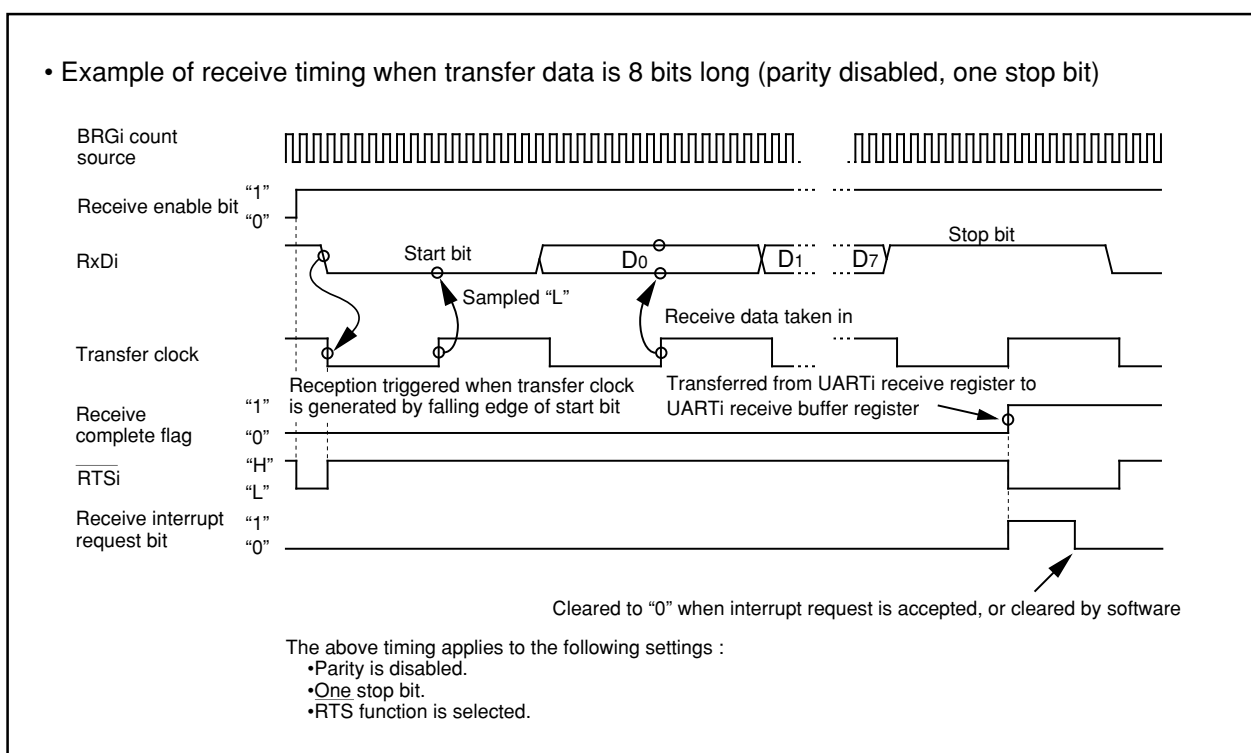 • Example of receive timing when transfer data is 8 bits long (parity disabled, one stop bit)
BRGi count
source
Receive enable bit
“1”
“0”
RxDi
Start bit
D0
D1
D7
Stop bit
Sampled “L”
Receive data taken in
Transfer clock
Reception triggered when transfer clock
is generated by falling edge of start bit
Transferred from UARTi receive register to
UARTi receive buffer register
Receive
complete flag
“1”
“0”
RTSi
“H”
“L”
Receive interrupt
request bit
“1”
“0”
Cleared to “0” when interrupt request is accepted, or cleared by software
The above timing applies to the following settings :
•Parity is disabled.
•One stop bit.
•RTS function is selected.